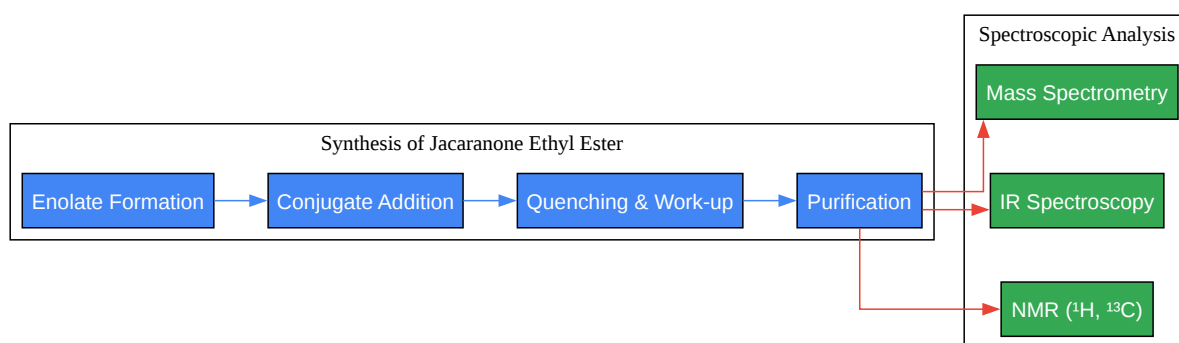 Spectroscopic Analysis
Mass Spectrometry
Synthesis of Jacaranone Ethyl Ester
Enolate Formation
Conjugate Addition
Quenching & Work-up
Purification
IR Spectroscopy
NMR (¹H, ¹³C)